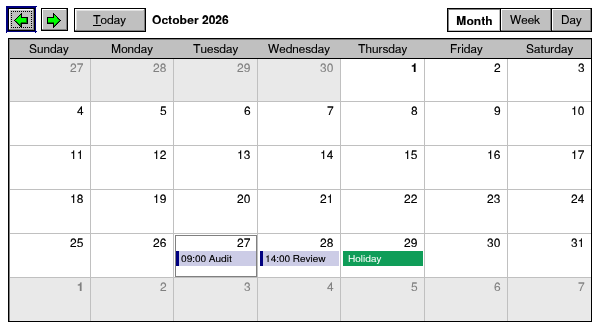 Today October 2026 Month Week Day
Sunday Monday Tuesday Wednesday Thursday Friday Saturday
27 28 29 30 1 2 3
4 5 6 7 8 9 10
11 12 13 14 15 16 17
18 19 20 21 22 23 24
25 26 27 28 29 30 31
09:00 Audit 14:00 Review Holiday
1 2 3 4 5 6 7